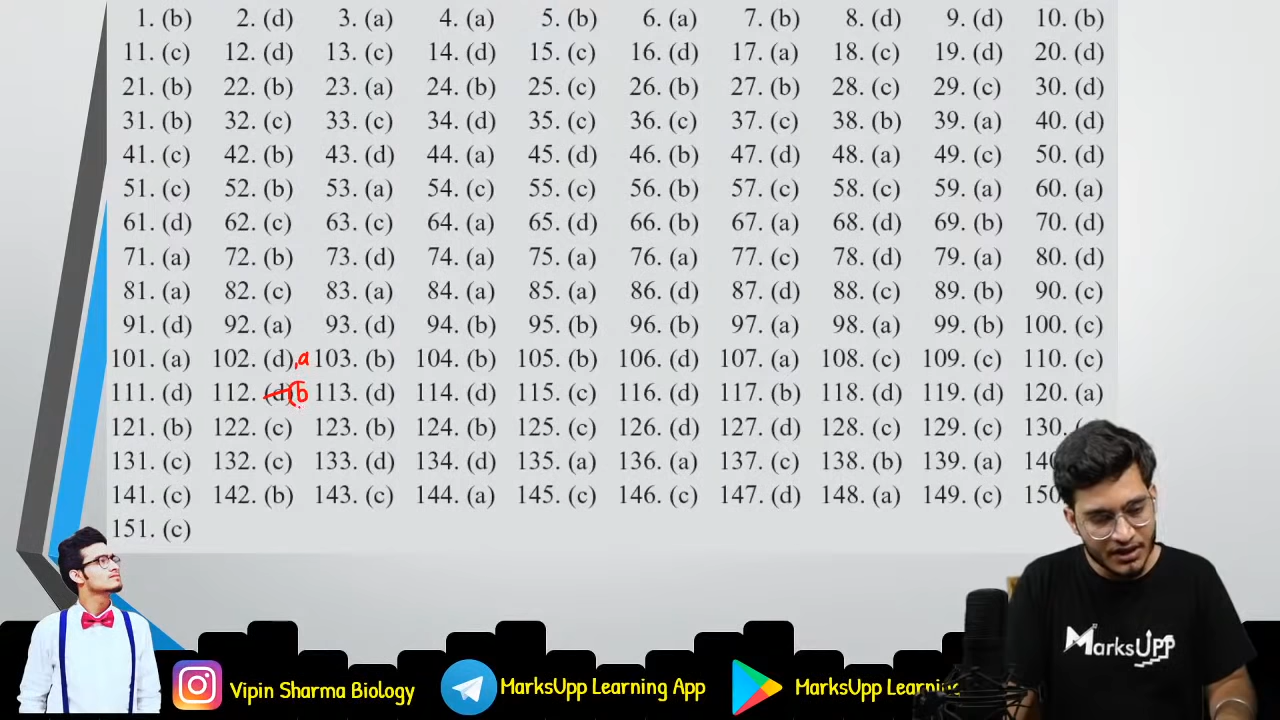 1. (b) 2. (d) 3. (a) 4. (a) 5. (b) 6. (a) 7. (b) 8. (d) 9. (d) 10. (b)
11. (c) 12. (d) 13. (c) 14. (d) 15. (c) 16. (d) 17. (a) 18. (c) 19. (d) 20. (d)
21. (b) 22. (b) 23. (a) 24. (b) 25. (c) 26. (b) 27. (b) 28. (c) 29. (c) 30. (d)
31. (b) 32. (c) 33. (c) 34. (d) 35. (c) 36. (c) 37. (c) 38. (b) 39. (a) 40. (d)
41. (c) 42. (b) 43. (d) 44. (a) 45. (d) 46. (b) 47. (d) 48. (a) 49. (c) 50. (d)
51. (c) 52. (b) 53. (a) 54. (c) 55. (c) 56. (b) 57. (c) 58. (c) 59. (a) 60. (a)
61. (d) 62. (c) 63. (c) 64. (a) 65. (d) 66. (b) 67. (a) 68. (d) 69. (b) 70. (d)
71. (a) 72. (b) 73. (d) 74. (a) 75. (a) 76. (a) 77. (c) 78. (d) 79. (a) 80. (d)
81. (a) 82. (c) 83. (a) 84. (a) 85. (a) 86. (d) 87. (d) 88. (c) 89. (b) 90. (c)
91. (d) 92. (a) 93. (d) 94. (b) 95. (b) 96. (b) 97. (a) 98. (a) 99. (b) 100. (c)
101. (a) 102. (d),a 103. (b) 104. (b) 105. (b) 106. (d) 107. (a) 108. (c) 109. (c) 110. (c)
111. (d) 112. (d)(b 113. (d) 114. (d) 115. (c) 116. (d) 117. (b) 118. (d) 119. (d) 120. (a)
121. (b) 122. (c) 123. (b) 124. (b) 125. (c) 126. (d) 127. (d) 128. (c) 129. (c) 130.
131. (c) 132. (c) 133. (d) 134. (d) 135. (a) 136. (a) 137. (c) 138. (b) 139. (a)
141. (c) 142. (b) 143. (c) 144. (a) 145. (c) 146. (c) 147. (d) 148. (a) 149. (c) 150
151. (c)
MarksUPP
Vipin Sharma Biology MarksUpp Learning App MarksUpp